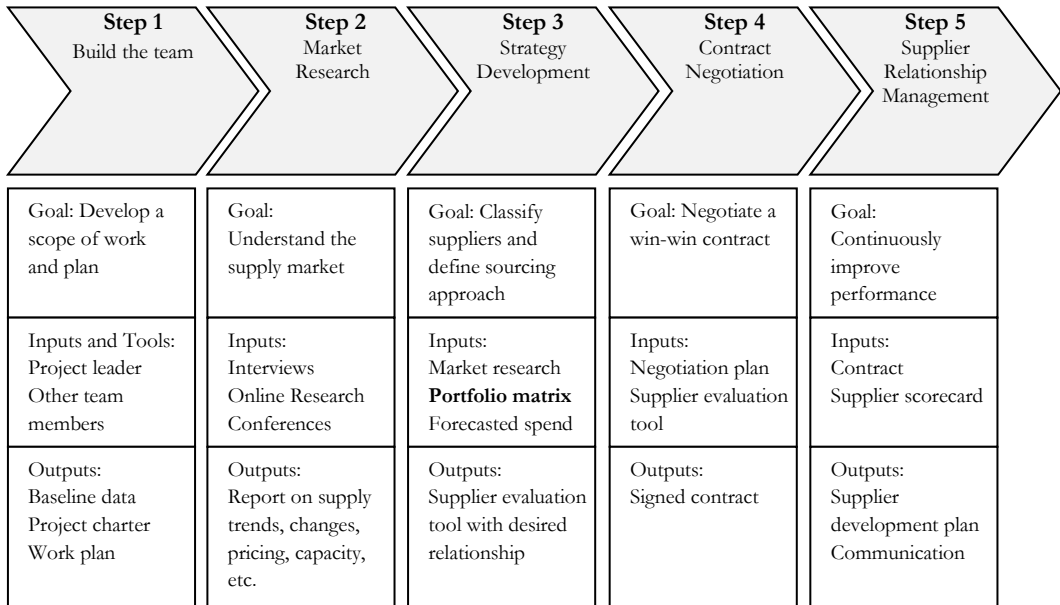 Step 1
Build the team
Step 2
Market
Research
Step 3
Strategy
Development
Step 4
Contract
Negotiation
Step 5
Supplier
Relationship
Management
Goal: Develop a
scope of work
and plan
Goal:
Understand the
supply market
Goal: Classify
suppliers and
define sourcing
approach
Goal: Negotiate a
win-win contract
Goal:
Continuously
improve
performance
Inputs and Tools:
Project leader
Other team
members
Inputs:
Interviews
Online Research
Conferences
Inputs:
Market research
Portfolio matrix
Forecasted spend
Inputs:
Negotiation plan
Supplier evaluation
tool
Inputs:
Contract
Supplier scorecard
Outputs:
Baseline data
Project charter
Work plan
Outputs:
Report on supply
trends, changes,
pricing, capacity,
etc.
Outputs:
Supplier evaluation
tool with desired
relationship
Outputs:
Signed contract
Outputs:
Supplier
development plan
Communication